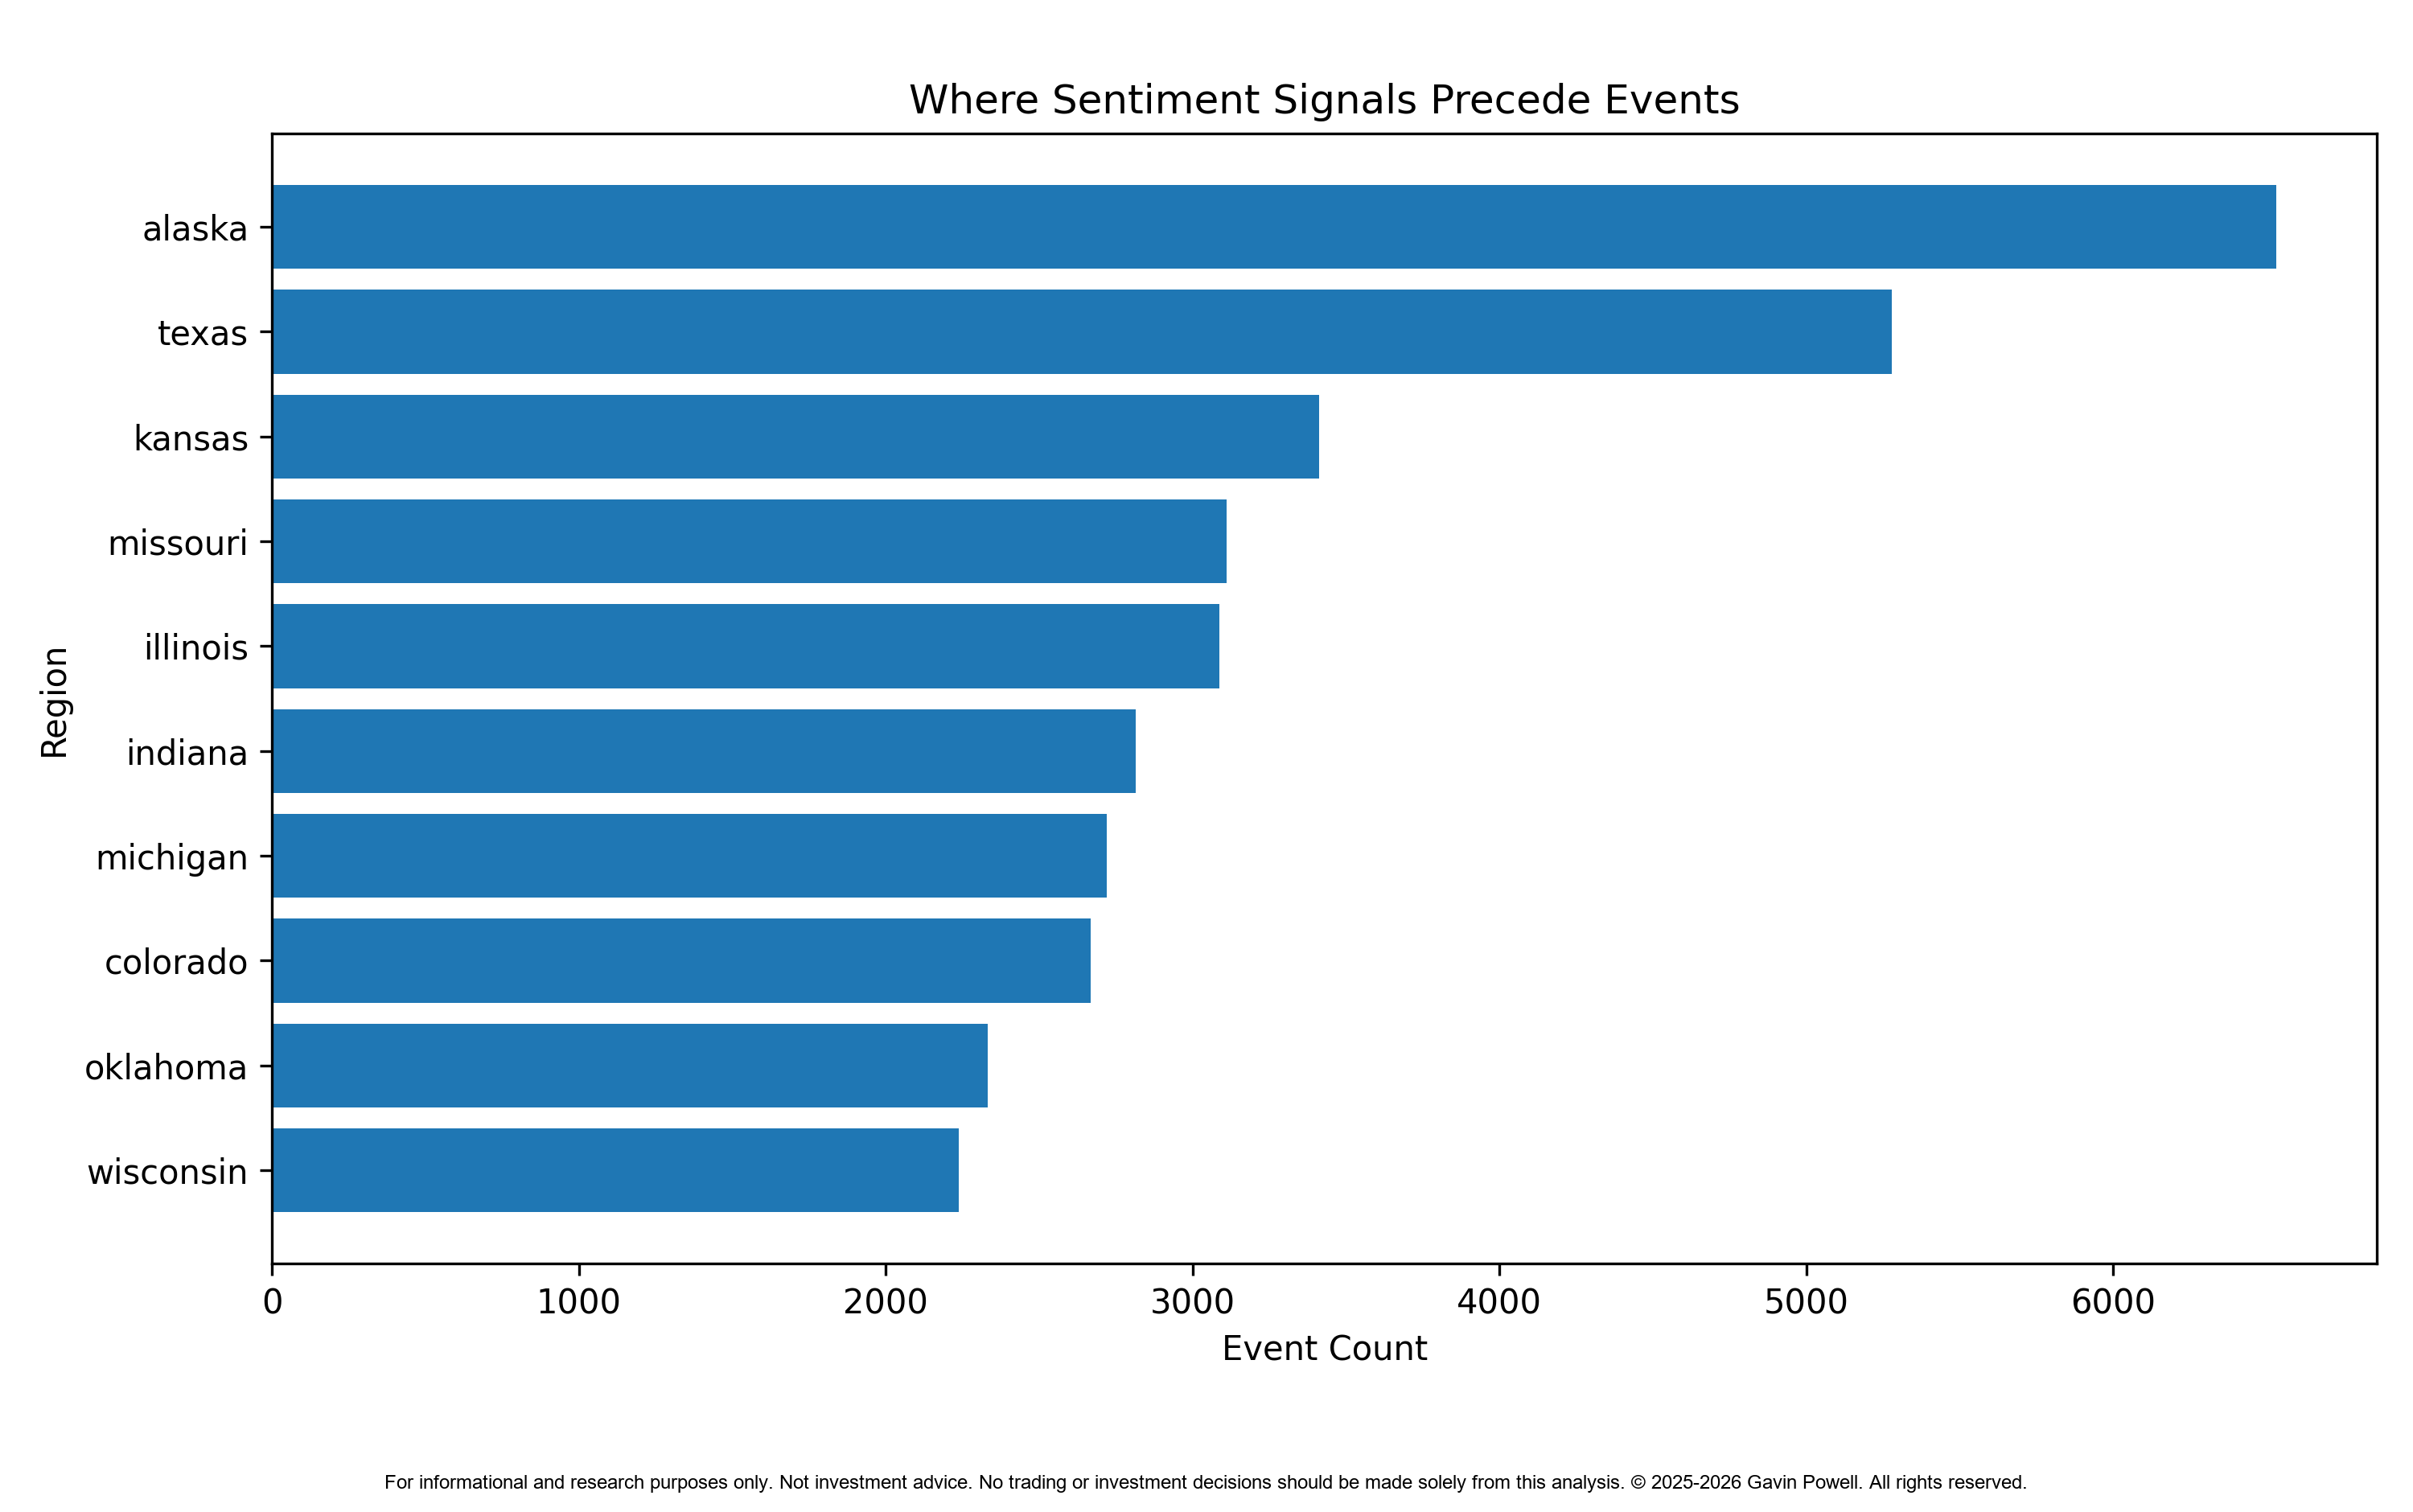 Where Sentiment Signals Precede Events
alaska
texas
kansas
missouri
illinois
indiana
michigan
colorado
oklahoma
wisconsin
Region
0 1000 2000 3000 4000 5000 6000
Event Count
For informational and research purposes only. Not investment advice. No trading or investment decisions should be made solely from this analysis. © 2025-2026 Gavin Powell. All rights reserved.